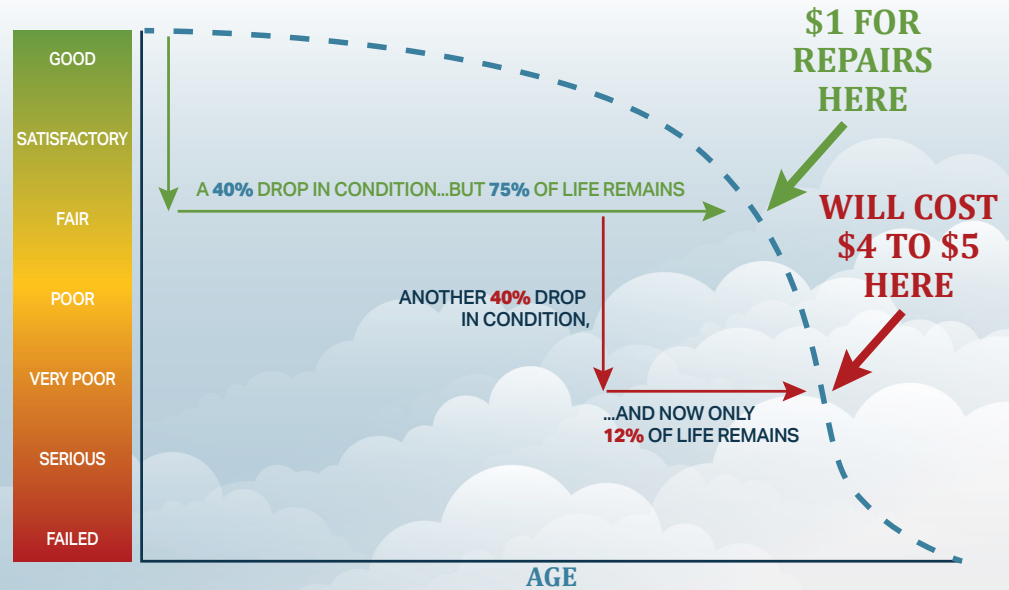 GOOD
SATISFACTORY
FAIR
POOR
VERY POOR
SERIOUS
FAILED
$1 FOR
REPAIRS
HERE
A 40% DROP IN CONDITION...BUT 75% OF LIFE REMAINS
WILL COST
$4 TO $5
HERE
ANOTHER 40% DROP
IN CONDITION,
...AND NOW ONLY
12% OF LIFE REMAINS
AGE